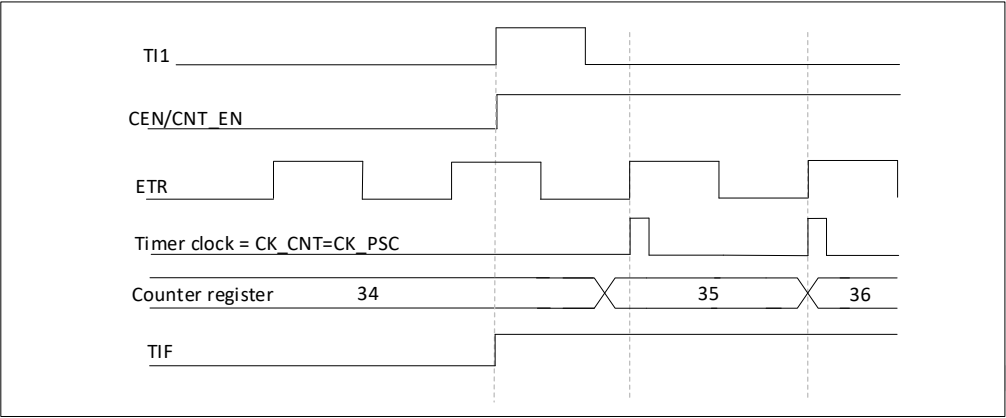 TI1
CEN/CNT_EN
ETR
Timer clock = CK_CNT=CK_PSC
Counter register 34 35 36
TIF